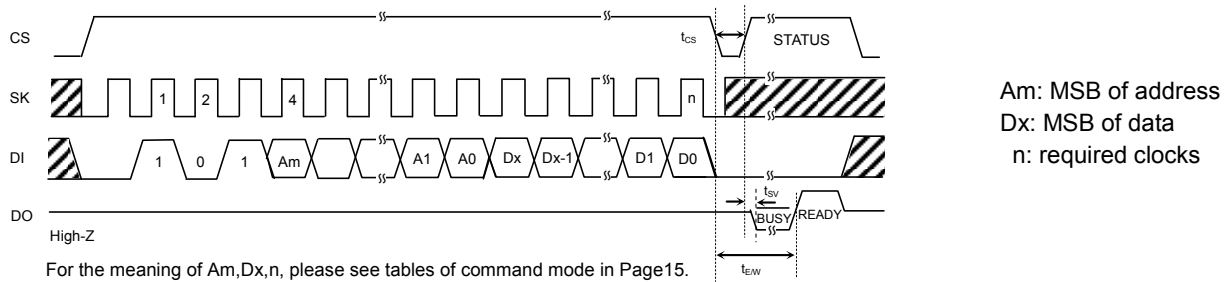 CS
tCS
STATUS
SK
1
2
4
n
DI
1
0
1
Am
A1
A0
Dx
Dx-1
D1
D0
tSV
DO
BUSY
READY
High-Z
tE/W
For the meaning of Am,Dx,n, please see tables of command mode in Page15.
Am: MSB of address
Dx: MSB of data
n: required clocks